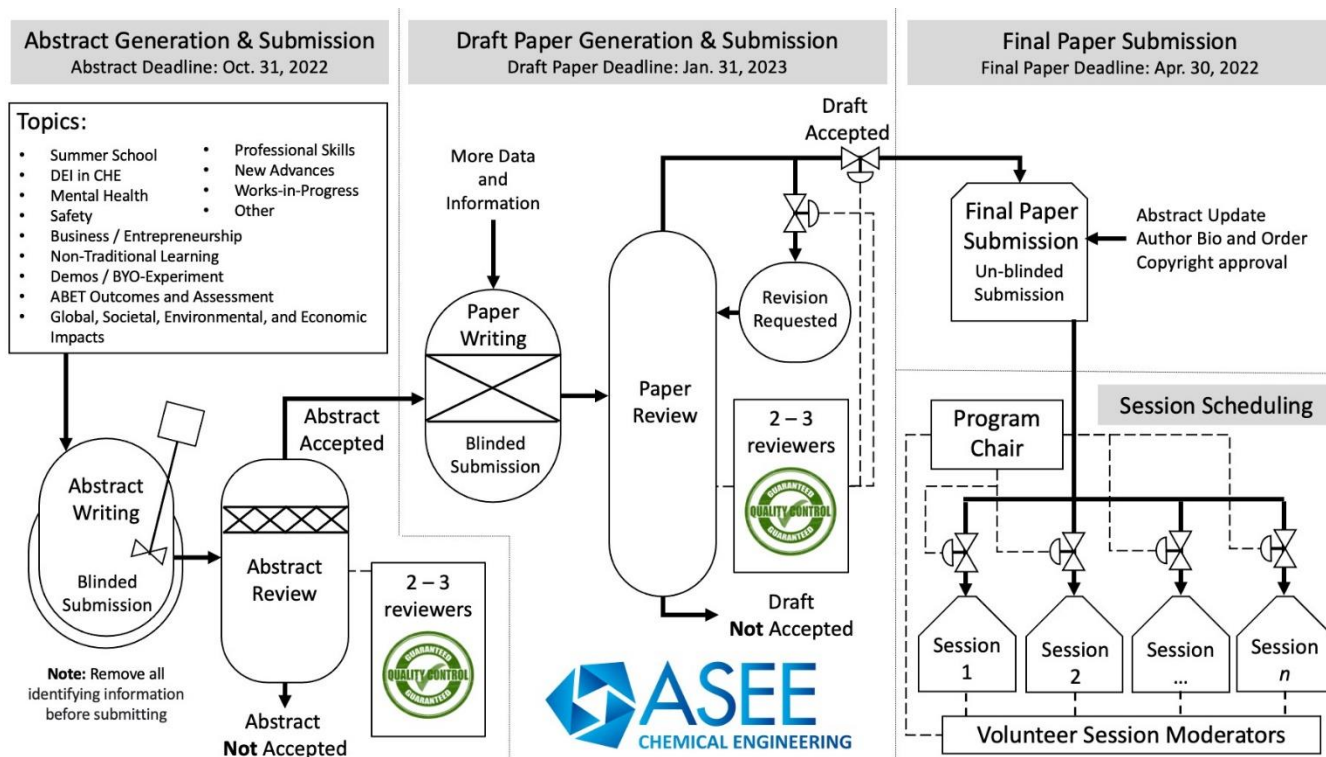 Abstract Generation & Submission
Abstract Deadline: Oct. 31, 2022
Topics:
• Summer School
• DEI in CHE
• Mental Health
• Safety
• Business / Entrepreneurship
• Non-Traditional Learning
• Demos / BYO-Experiment
• ABET Outcomes and Assessment
• Global, Societal, Environmental, and Economic
Impacts
• Professional Skills
• New Advances
• Works-in-Progress
• Other
Abstract
Writing
Blinded
Submission
Note: Remove all
identifying information
before submitting
Abstract
Accepted
Abstract
Review
Abstract
Not Accepted
2 – 3
reviewers
GUARANTEED
QUALITY CONTROL
GUARANTEED
Draft Paper Generation & Submission
Draft Paper Deadline: Jan. 31, 2023
More Data
and
Information
Paper
Writing
Blinded
Submission
Paper
Review
Draft
Accepted
Revision
Requested
2 – 3
reviewers
GUARANTEED
QUALITY CONTROL
GUARANTEED
Draft
Not Accepted
ASEE
CHEMICAL ENGINEERING
Final Paper Submission
Final Paper Deadline: Apr. 30, 2022
Final Paper
Submission
Un-blinded
Submission
Abstract Update
Author Bio and Order
Copyright approval
Session Scheduling
Program
Chair
Session
1
Session
2
Session
...
Session
n
Volunteer Session Moderators